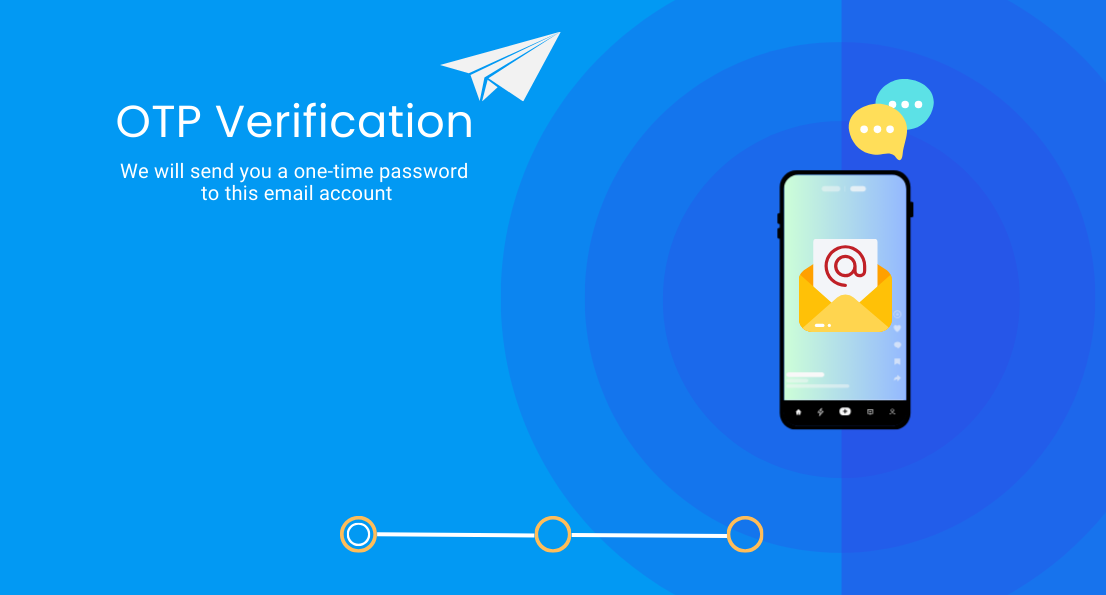 OTP Verification
We will send you a one-time password
to this email account